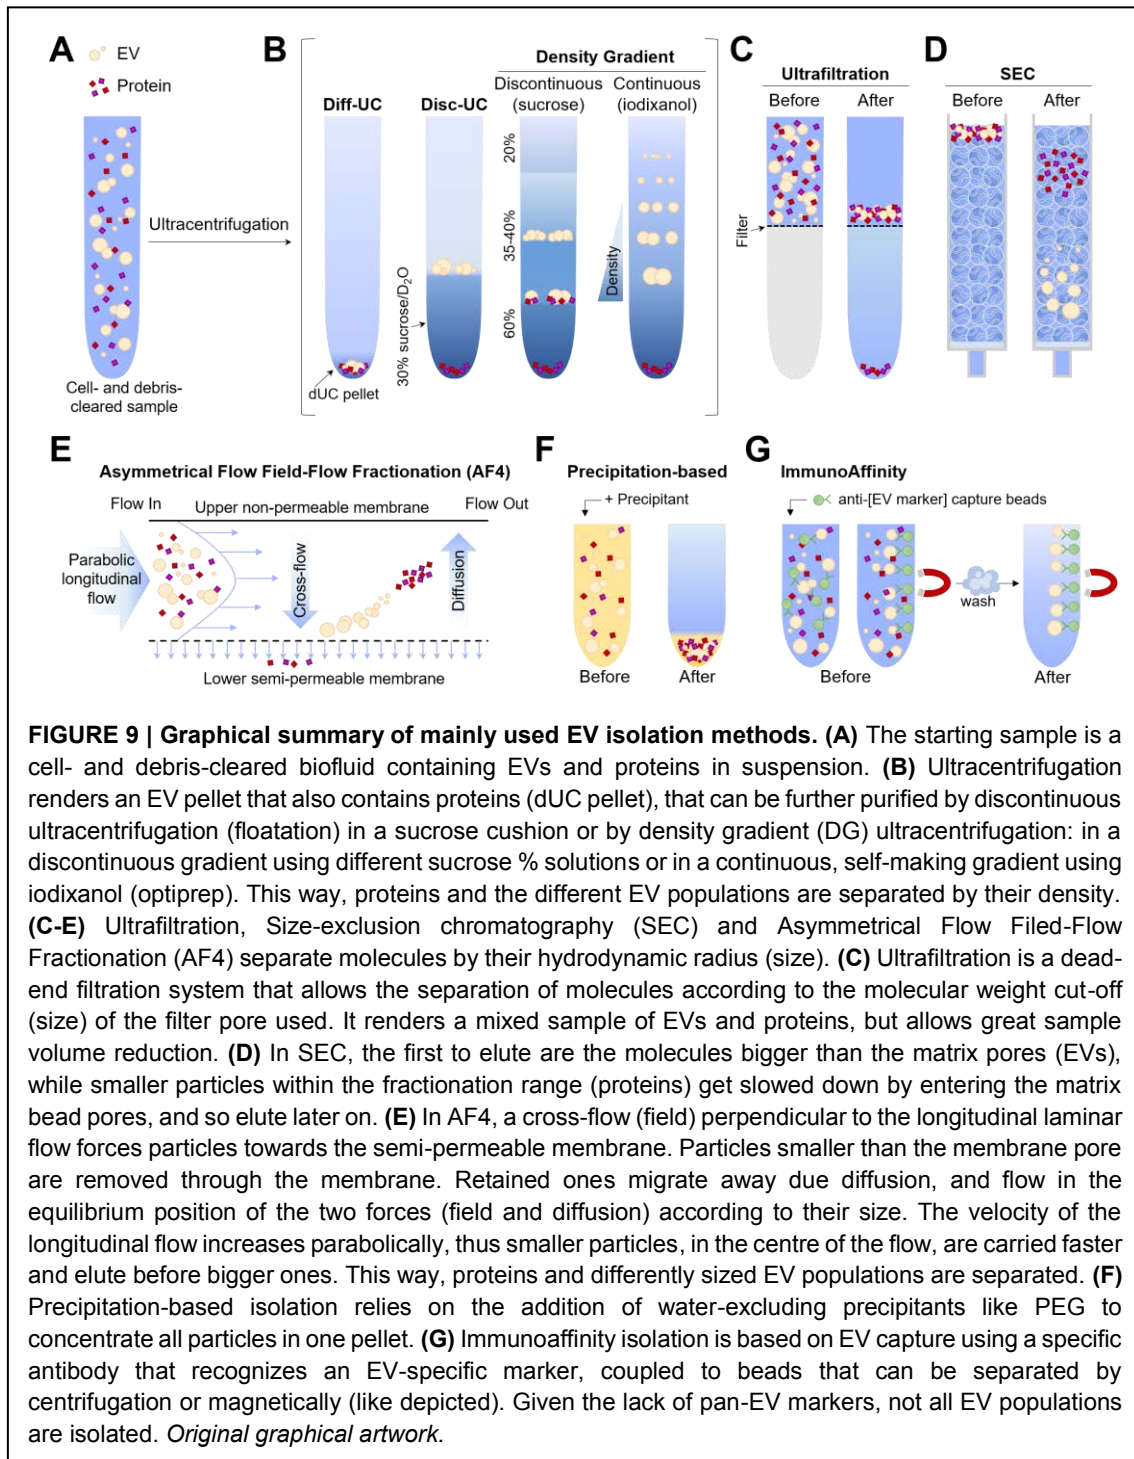 A
EV
Protein
Cell- and debris-
cleared sample
Ultracentrifugation
B
Diff-UC
dUC pellet
Disc-UC
30% sucrose/D2O
Density Gradient
Discontinuous
(sucrose)
20%
35-40%
60%
Continuous
(iodixanol)
Density
C
Ultrafiltration
Before
After
Filter
D
SEC
Before
After
E
Asymmetrical Flow Field-Flow Fractionation (AF4)
Flow In
Upper non-permeable membrane
Flow Out
Parabolic
longitudinal
flow
Cross-flow
Diffusion
Lower semi-permeable membrane
F
Precipitation-based
+ Precipitant
Before
After
G
ImmunoAffinity
anti-[EV marker] capture beads
wash
Before
After
FIGURE 9 | Graphical summary of mainly used EV isolation methods. (A) The starting sample is a
cell- and debris-cleared biofluid containing EVs and proteins in suspension. (B) Ultracentrifugation
renders an EV pellet that also contains proteins (dUC pellet), that can be further purified by discontinuous
ultracentrifugation (floatation) in a sucrose cushion or by density gradient (DG) ultracentrifugation: in a
discontinuous gradient using different sucrose % solutions or in a continuous, self-making gradient using
iodixanol (optiprep). This way, proteins and the different EV populations are separated by their density.
(C-E) Ultrafiltration, Size-exclusion chromatography (SEC) and Asymmetrical Flow Filed-Flow
Fractionation (AF4) separate molecules by their hydrodynamic radius (size). (C) Ultrafiltration is a dead-
end filtration system that allows the separation of molecules according to the molecular weight cut-off
(size) of the filter pore used. It renders a mixed sample of EVs and proteins, but allows great sample
volume reduction. (D) In SEC, the first to elute are the molecules bigger than the matrix pores (EVs),
while smaller particles within the fractionation range (proteins) get slowed down by entering the matrix
bead pores, and so elute later on. (E) In AF4, a cross-flow (field) perpendicular to the longitudinal laminar
flow forces particles towards the semi-permeable membrane. Particles smaller than the membrane pore
are removed through the membrane. Retained ones migrate away due diffusion, and flow in the
equilibrium position of the two forces (field and diffusion) according to their size. The velocity of the
longitudinal flow increases parabolically, thus smaller particles, in the centre of the flow, are carried faster
and elute before bigger ones. This way, proteins and differently sized EV populations are separated. (F)
Precipitation-based isolation relies on the addition of water-excluding precipitants like PEG to
concentrate all particles in one pellet. (G) Immunoaffinity isolation is based on EV capture using a specific
antibody that recognizes an EV-specific marker, coupled to beads that can be separated by
centrifugation or magnetically (like depicted). Given the lack of pan-EV markers, not all EV populations
are isolated. Original graphical artwork.